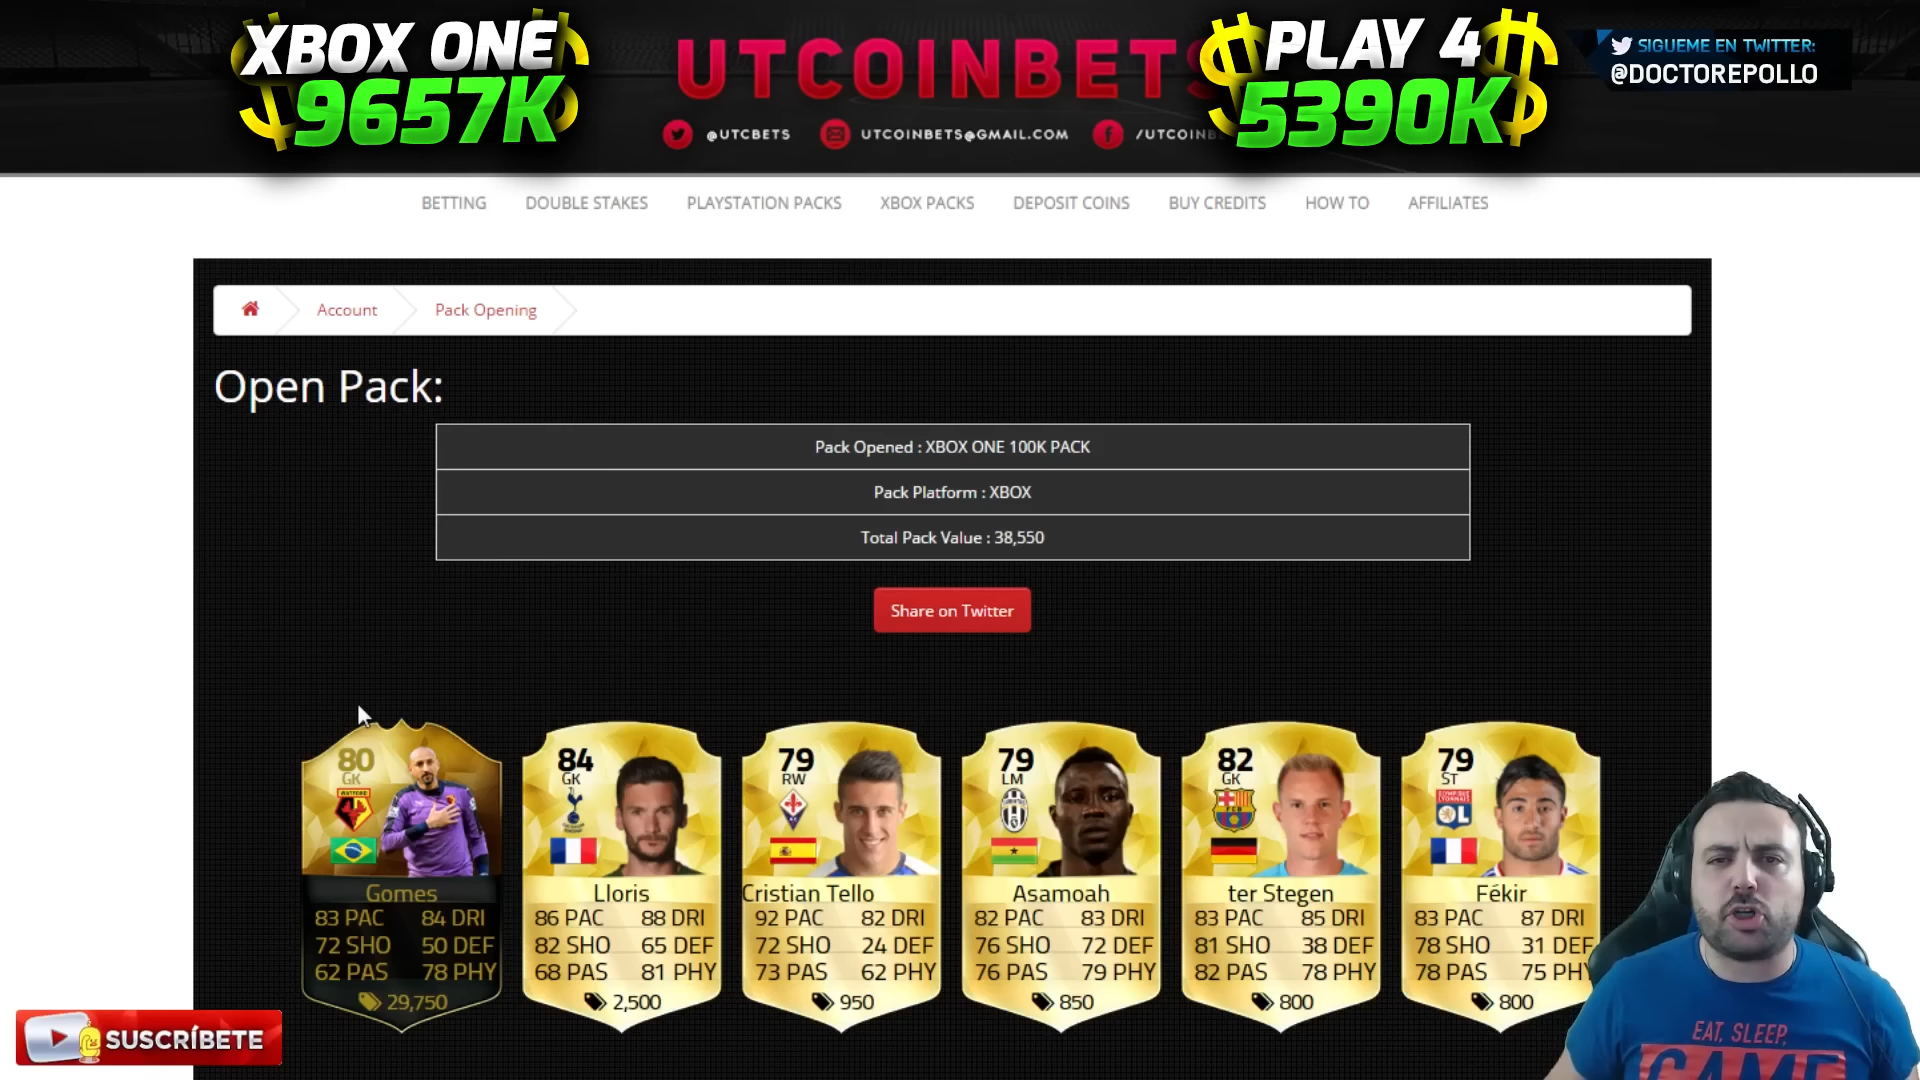 XBOX ONE
9657K
UTCOINBETS
PLAY 4
5390K
SIGUEME EN TWITTER:
@DOCTOREPOLLO
@UTCBETS
UTCOINBETS@GMAIL.COM
/UTCOINB
BETTING
DOUBLE STAKES
PLAYSTATION PACKS
XBOX PACKS
DEPOSIT COINS
BUY CREDITS
HOW TO
AFFILIATES
Account
Pack Opening
Open Pack:
Pack Opened : XBOX ONE 100K PACK
Pack Platform : XBOX
Total Pack Value : 38,550
Share on Twitter
80
GK
WATFORD
Gomes
83 PAC 84 DRI
72 SHO 50 DEF
62 PAS 78 PHY
29,750
84
GK
Lloris
86 PAC 88 DRI
82 SHO 65 DEF
68 PAS 81 PHY
2,500
79
RW
Cristian Tello
92 PAC 82 DRI
72 SHO 24 DEF
73 PAS 62 PHY
950
79
LM
Asamoah
82 PAC 83 DRI
76 SHO 72 DEF
76 PAS 79 PHY
850
82
GK
FCB
ter Stegen
83 PAC 85 DRI
81 SHO 38 DEF
82 PAS 78 PHY
800
79
ST
OL
Fékir
83 PAC 87 DRI
78 SHO 31 DEF
78 PAS 75 PHY
800
SUSCRÍBETE
EAT, SLEEP,
GAME